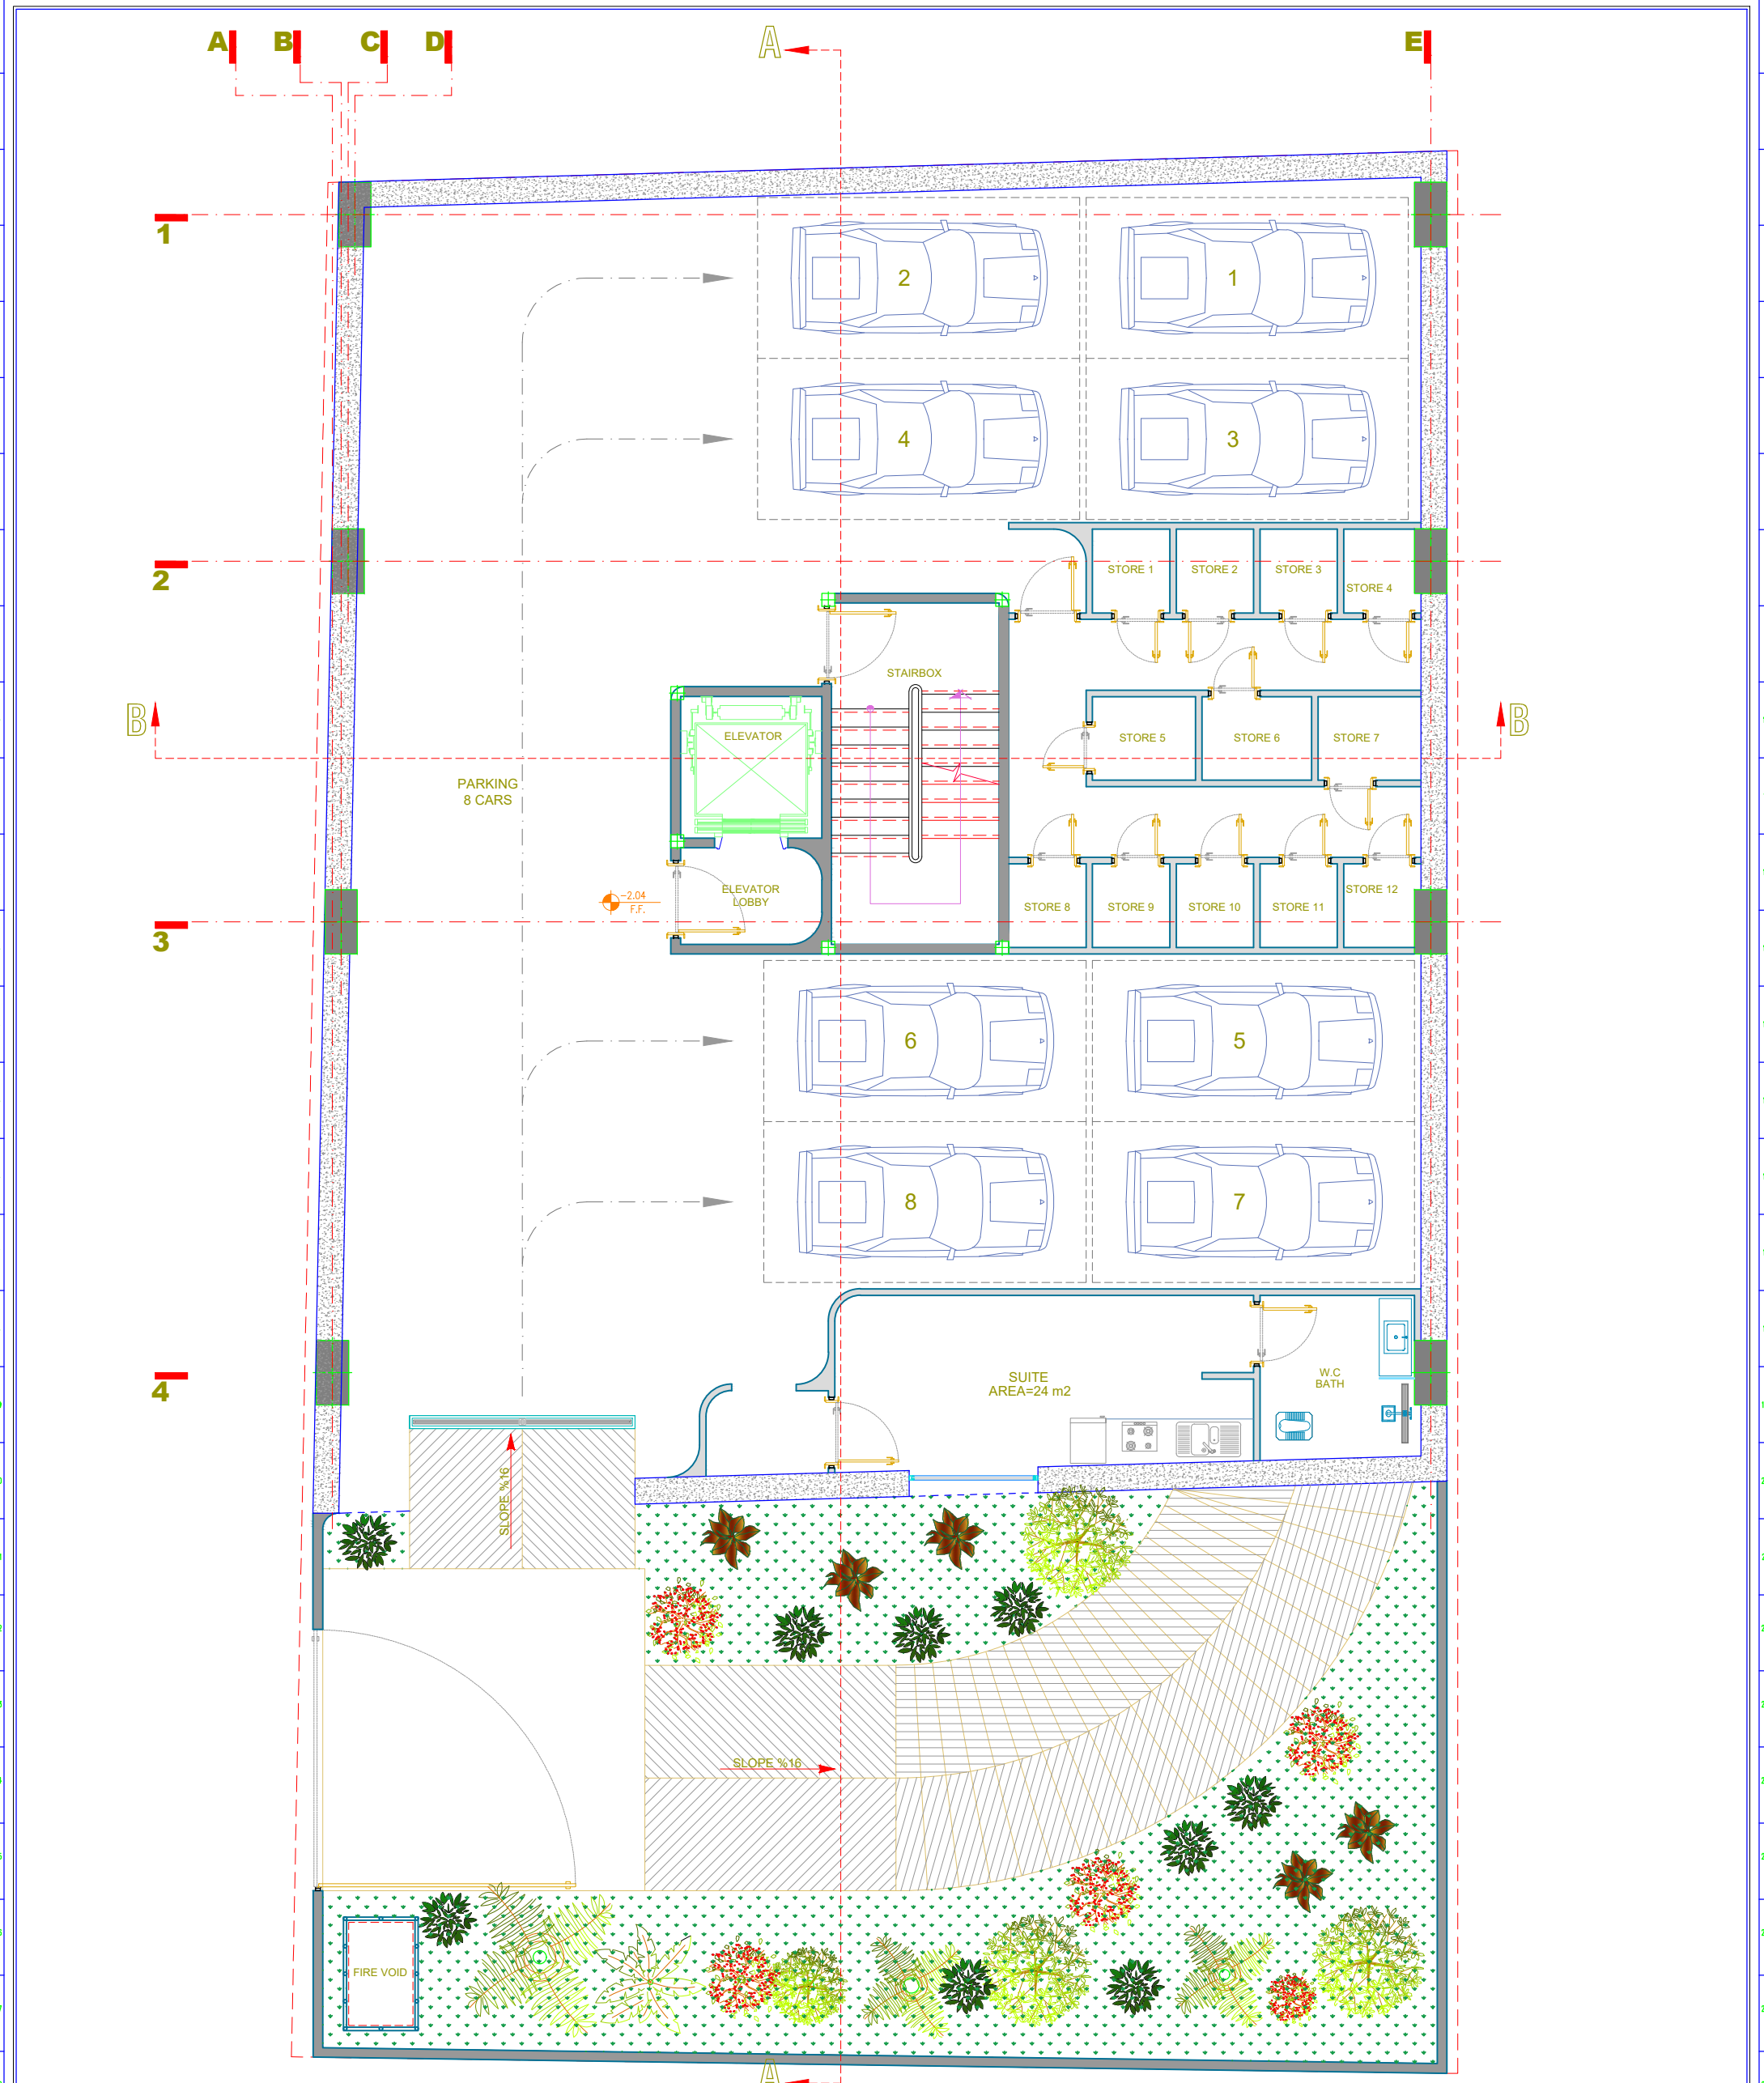 A B C D A E
1
2 1
4 3
2
STORE 1 STORE 2 STORE 3
STORE 4
STAIRBOX
B B
ELEVATOR STORE 5 STORE 6 STORE 7
PARKING
8 CARS
ELEVATOR
LOBBY
STORE 12
-2.04
F.F.
STORE 8 STORE 9 STORE 10 STORE 11
3
6 5
8 7
4
SUITE
AREA=24 m2
W.C
BATH
SLOPE %16
SLOPE %16
FIRE VOID
A